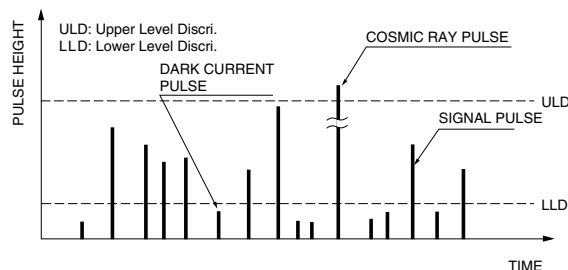 ULD: Upper Level Discri.
LLD: Lower Level Discri.
COSMIC RAY PULSE
DARK CURRENT
PULSE
PULSE HEIGHT
ULD
SIGNAL PULSE
LLD
TIME